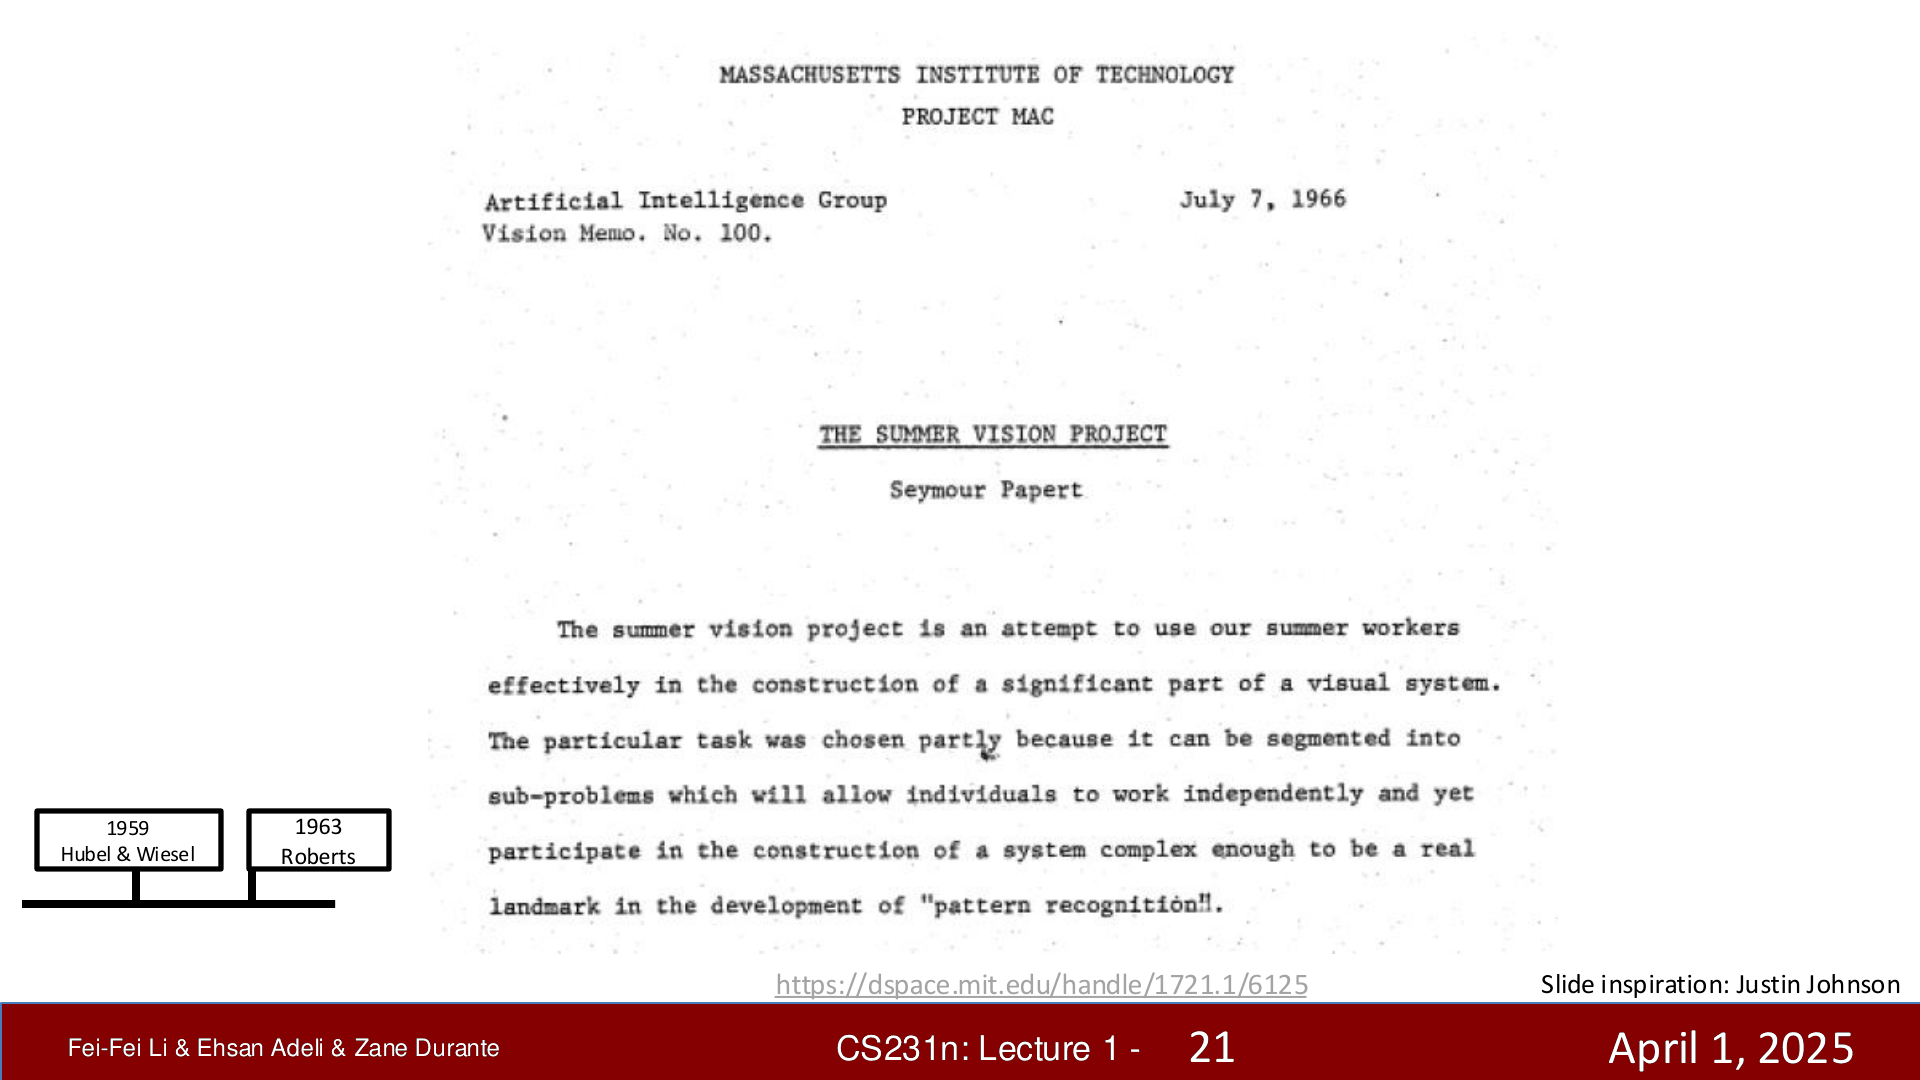 MASSACHUSETTS INSTITUTE OF TECHNOLOGY
PROJECT MAC
Artificial Intelligence Group
July 7, 1966
Vision Memo. No. 100.
THE SUMMER VISION PROJECT
Seymour Papert
The summer vision project is an attempt to use our summer workers
effectively in the construction of a significant part of a visual system.
The particular task was chosen partly because it can be segmented into
sub-problems which will allow individuals to work independently and yet
participate in the construction of a system complex enough to be a real
landmark in the development of "pattern recognition".
1959
Hubel & Wiesel
1963
Roberts
https://dspace.mit.edu/handle/1721.1/6125
Slide inspiration: Justin Johnson
Fei-Fei Li & Ehsan Adeli & Zane Durante
CS231n: Lecture 1 - 21
April 1, 2025